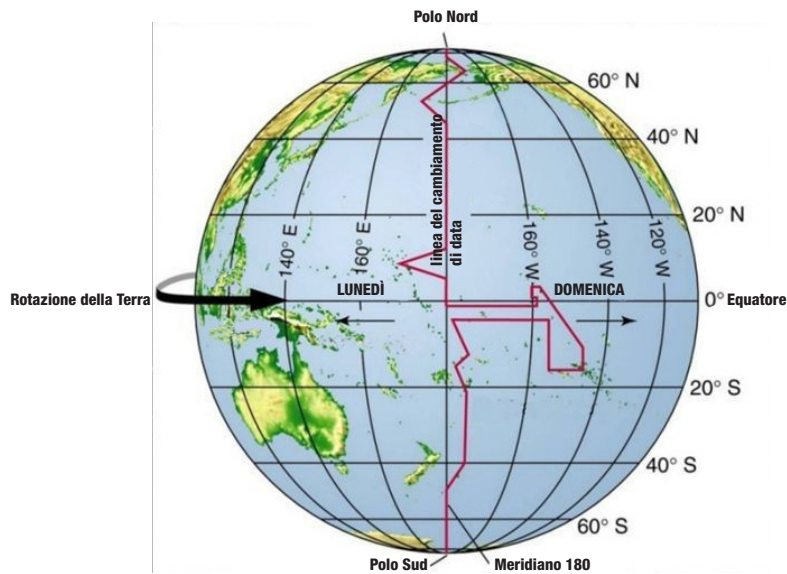 Polo Nord
60° N
40° N
linea del cambiamento
di data
20° N
140° E
160° E
160° W
140° W
120° W
LUNEDÌ
DOMENICA
Rotazione della Terra
0° Equatore
20° S
40° S
60° S
Polo Sud
Meridiano 180